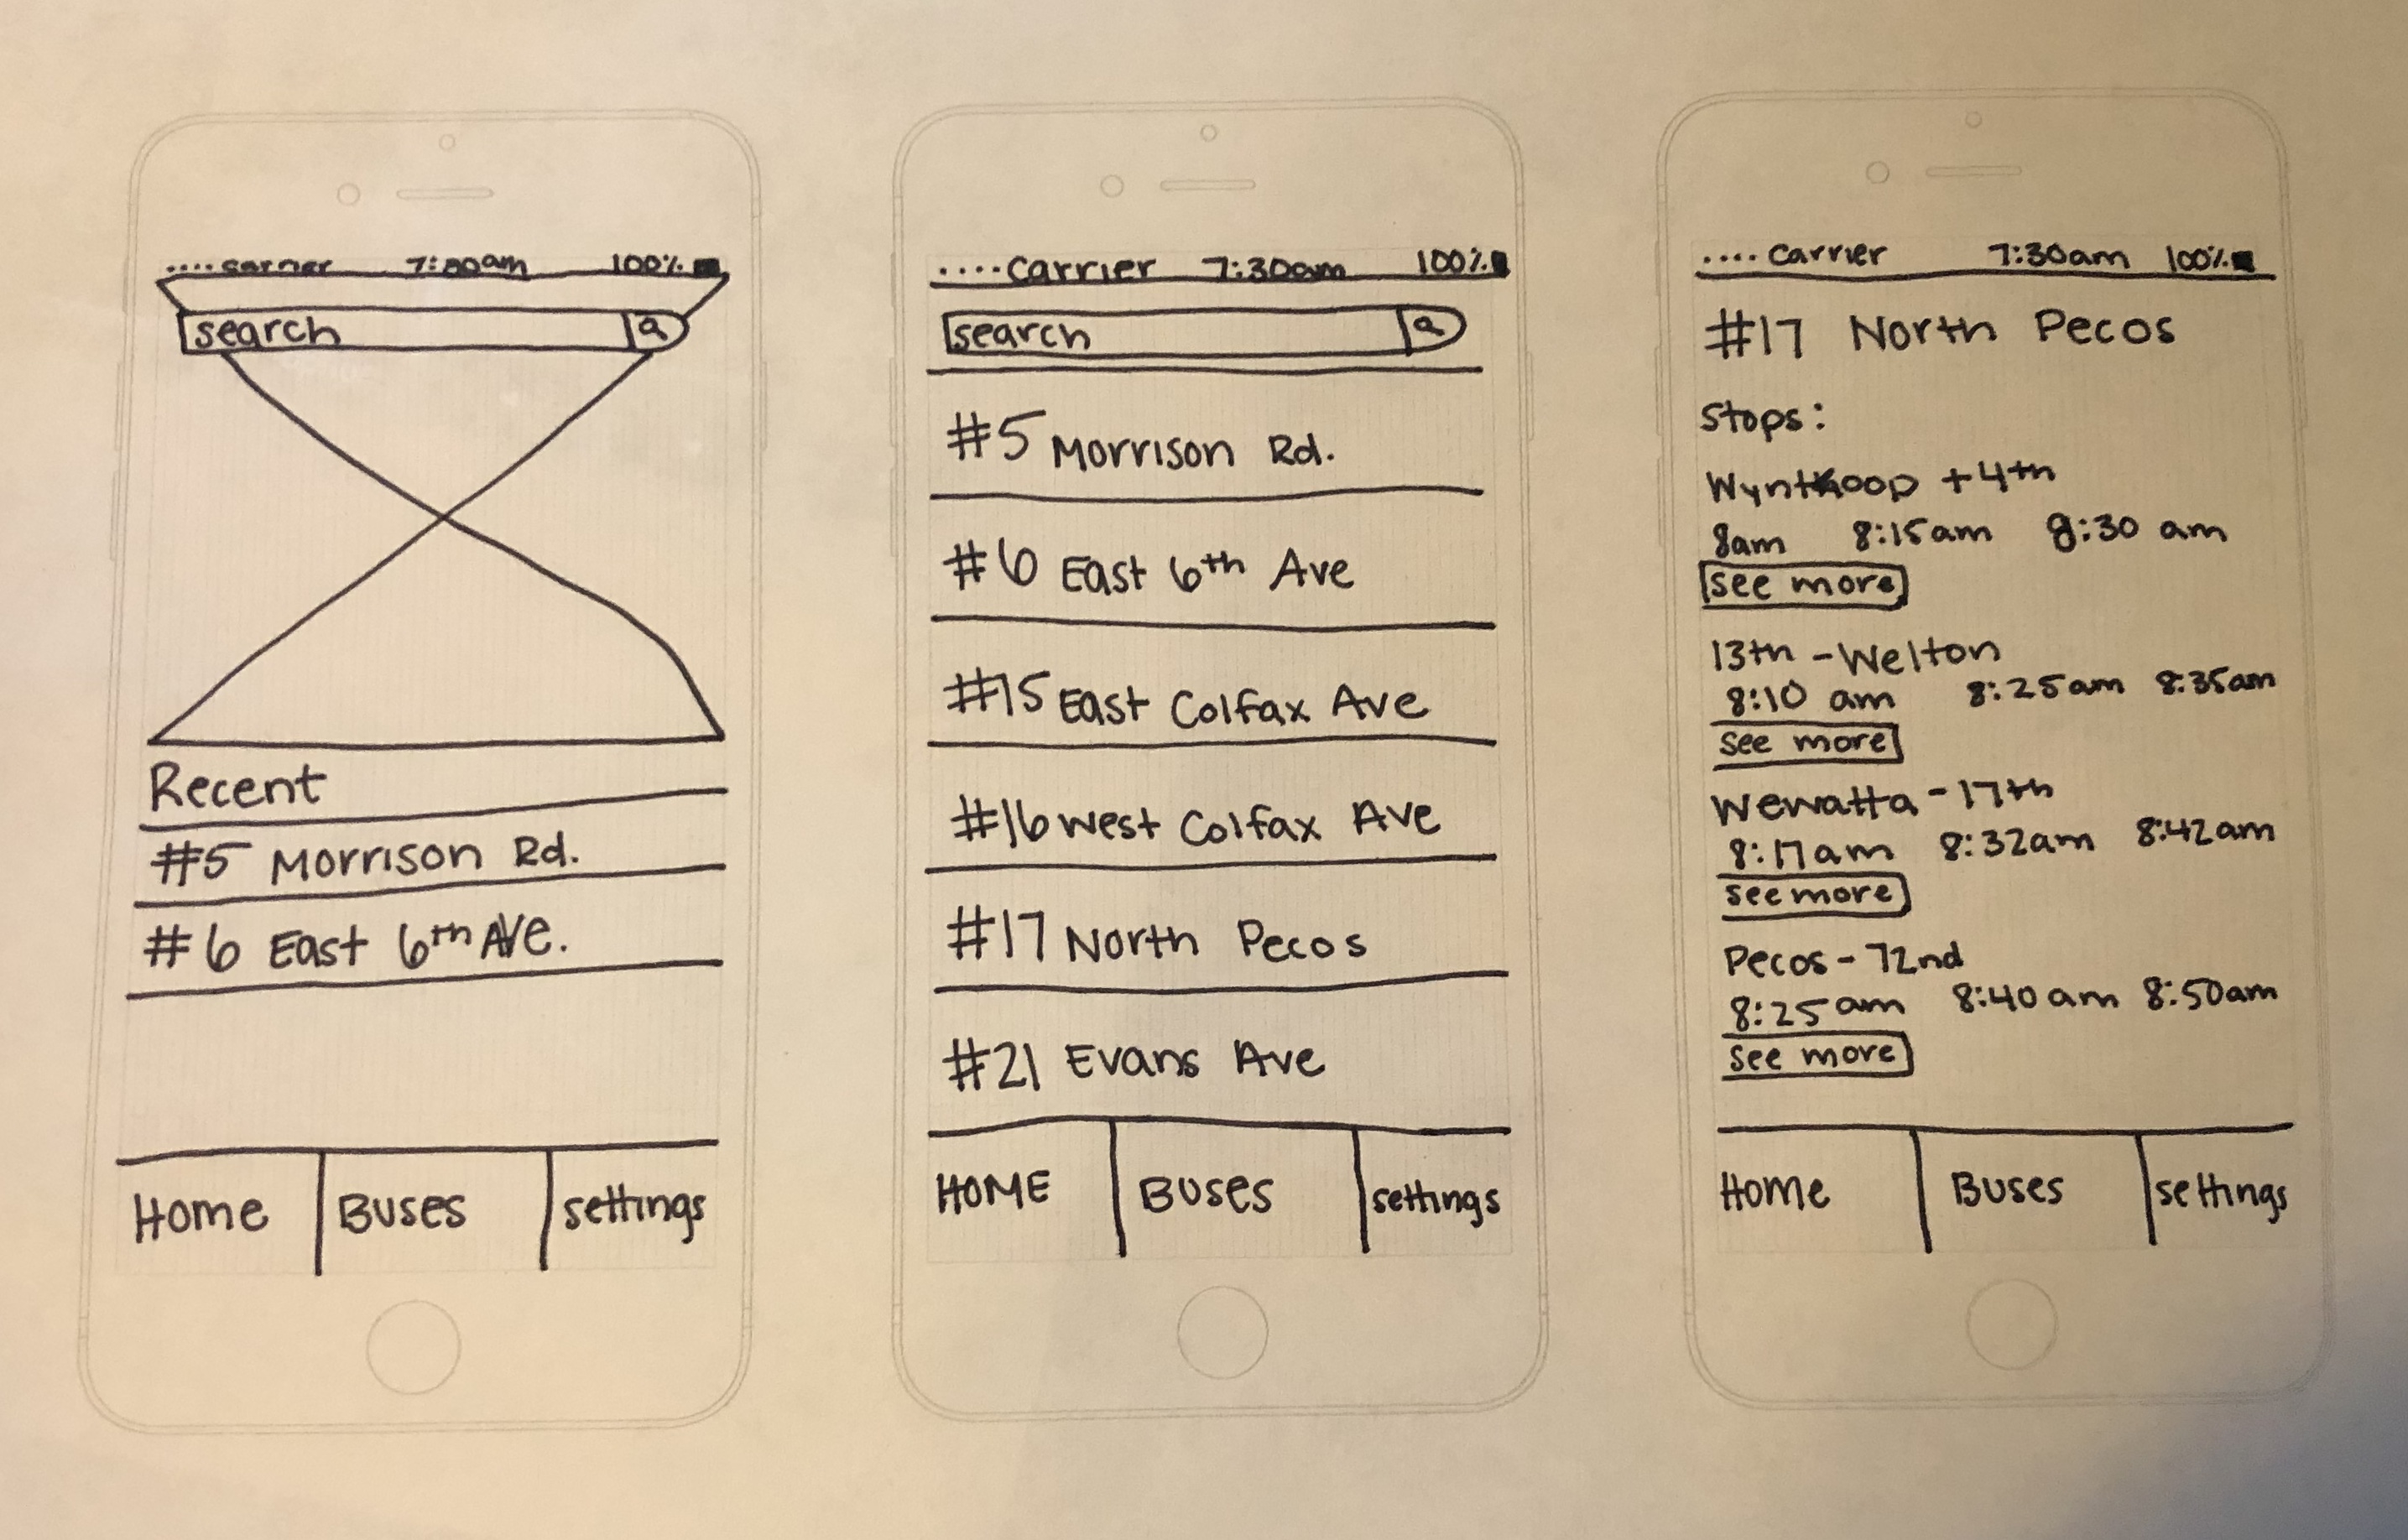 .... carrier 7:30am 100%
search
Recent
#5 Morrison Rd.
#6 East 6th AVe.
Home Buses settings
....carrier 7:30am 100%
search
#5 Morrison Rd.
#6 East 6th Ave
#15 East Colfax Ave
#16 West Colfax Ave
#17 North Pecos
#21 Evans Ave
HOME BUSES settings
.... carrier 7:30am 100%
#17 North Pecos
Stops:
+4th
8am 8:15am 8:30 am
see more
13th - Welton
8:10 am 8:25am 8:35am
see more
Wewatta - 17th
8:17am 8:32am 8:42am
see more
Pecos - 72nd
8:25am 8:40am 8:50am
see more
Home Buses settings